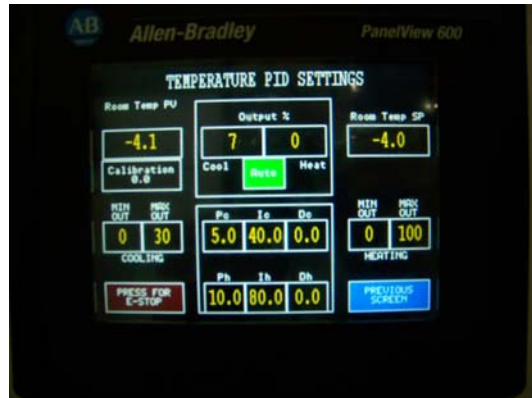 AB Allen-Bradley PanelView 600
TEMPERATURE PID SETTINGS
Room Temp PV
-4.1
Calibration
0.0
Output %
7 0
Cool Auto Heat
Room Temp SP
-4.0
MIN OUT MAX OUT
0 30
COOLING
Pc Ic Dc
5.0 40.0 0.0
MIN OUT MAX OUT
0 100
HEATING
PRESS FOR
E-STOP
Ph Ih Dh
10.0 80.0 0.0
PREVIOUS
SCREEN